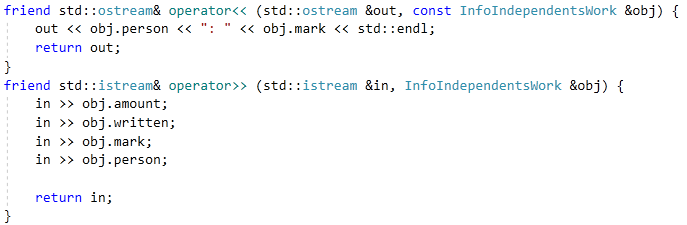 friend std::ostream& operator<< (std::ostream &out, const InfoIndependentsWork &obj) {
    out << obj.person << ": " << obj.mark << std::endl;
    return out;
}
friend std::istream& operator>> (std::istream &in, InfoIndependentsWork &obj) {
    in >> obj.amount;
    in >> obj.written;
    in >> obj.mark;
    in >> obj.person;

    return in;
}